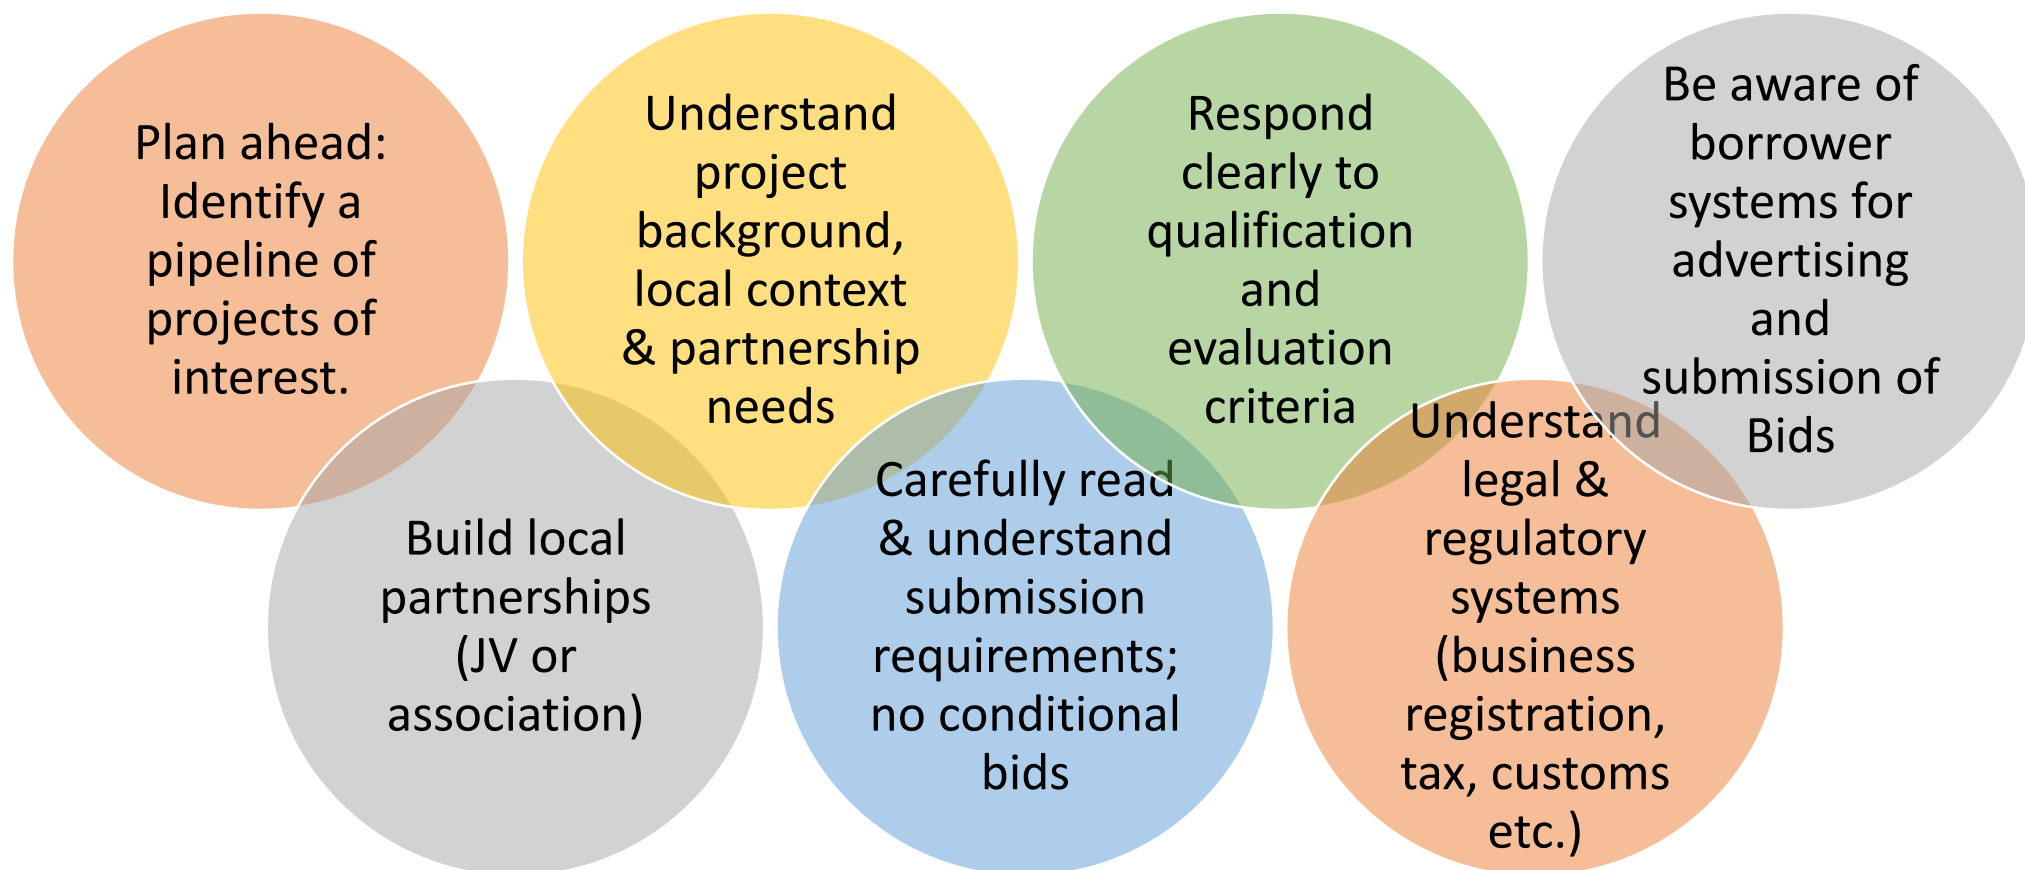 Plan ahead:
Identify a
pipeline of
projects of
interest.
Build local
partnerships
(JV or
association)
Understand
project
background,
local context
& partnership
needs
Carefully read
& understand
submission
requirements;
no conditional
bids
Respond
clearly to
qualification
and
evaluation
criteria
Understand
legal &
regulatory
systems
(business
registration,
tax, customs
etc.)
Be aware of
borrower
systems for
advertising
and
submission of
Bids